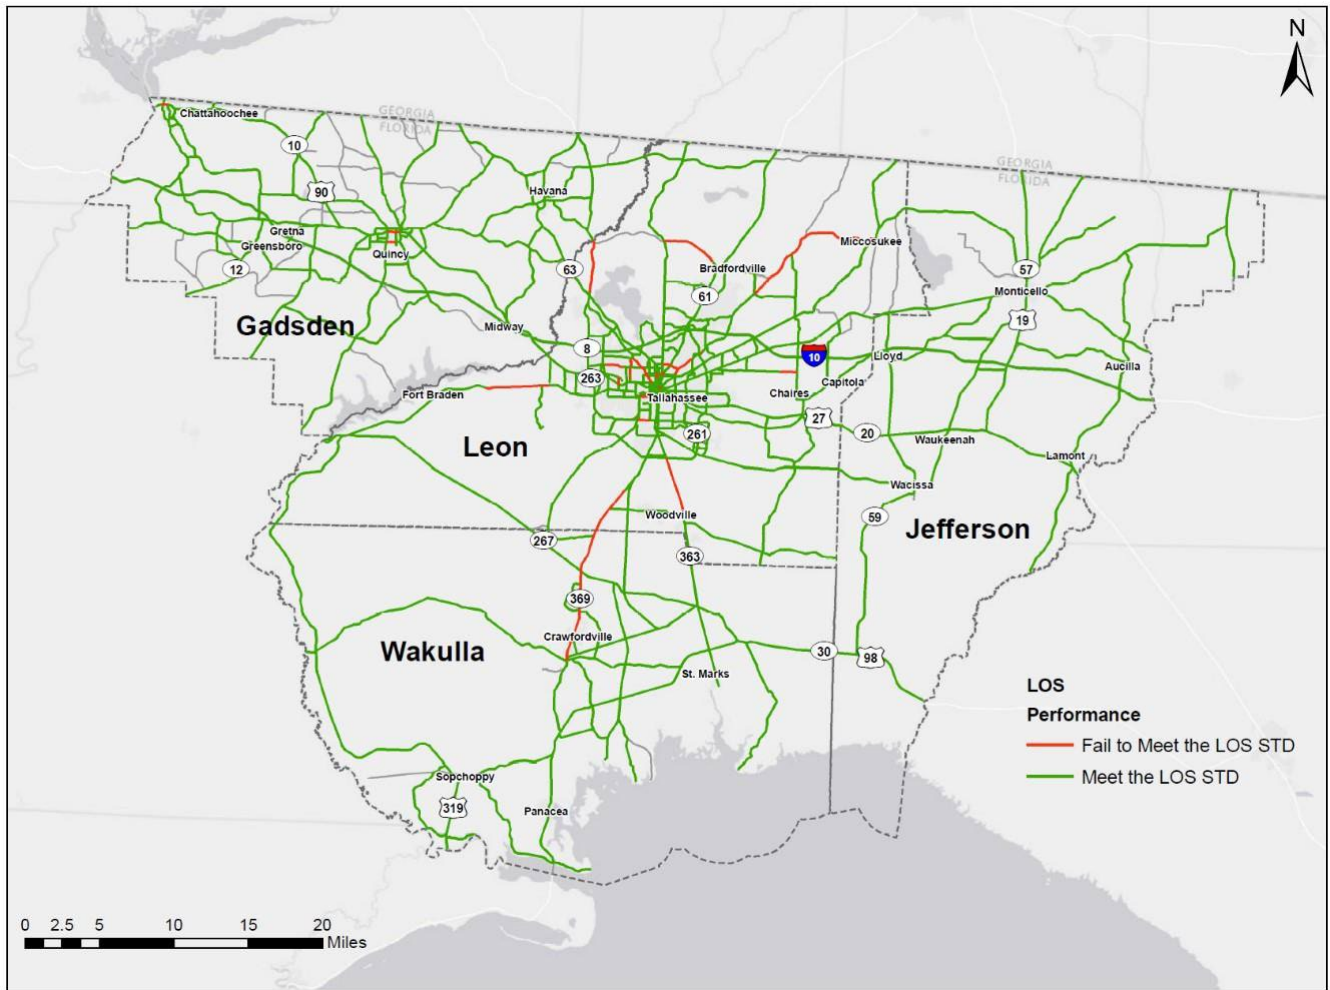 N
GEORGIA
FLORIDA
Chattahoochee
10
90
GEORGIA
FLORIDA
Havana
Gretna
Greensboro
Quincy
12
63
Bradfordville
Miccosukee
61
57
Monticello
19
Gadsden
Midway
8
263
10
Lloyd
Aucilla
Fort Braden
Tallahassee
Chaires
Capitola
27
20
261
Leon
Waukeenah
Lamont
Wacissa
59
Woodville
Jefferson
267
363
369
Crawfordville
Wakulla
30
98
St. Marks
Sopchoppy
319
Panacea
LOS
Performance
Fail to Meet the LOS STD
Meet the LOS STD
0 2.5 5 10 15 20
Miles